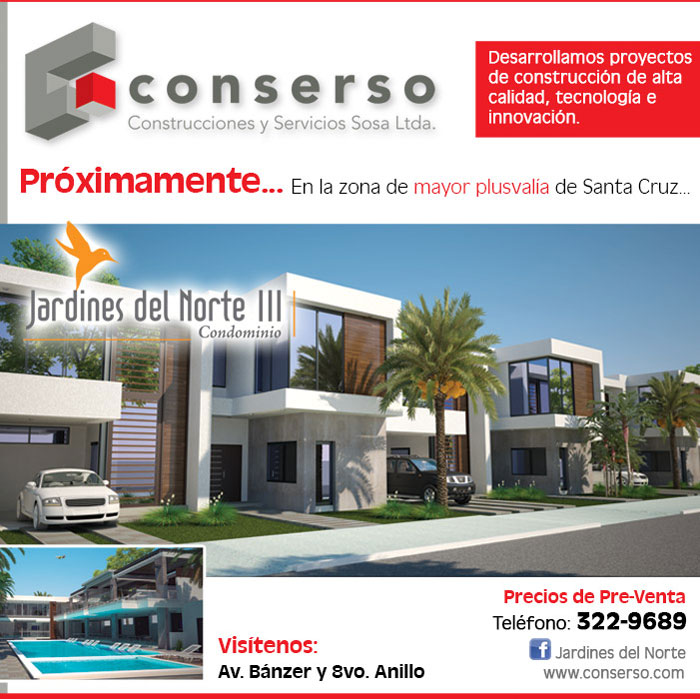 conserso
Construcciones y Servicios Sosa Ltda.
Desarrollamos proyectos
de construcción de alta
calidad, tecnología e
innovación.
Próximamente... En la zona de mayor plusvalía de Santa Cruz...
Jardines del Norte III
Condominio
Precios de Pre-Venta
Teléfono: 322-9689
f Jardines del Norte
www.conserso.com
Visítenos:
Av. Bánzer y 8vo. Anillo